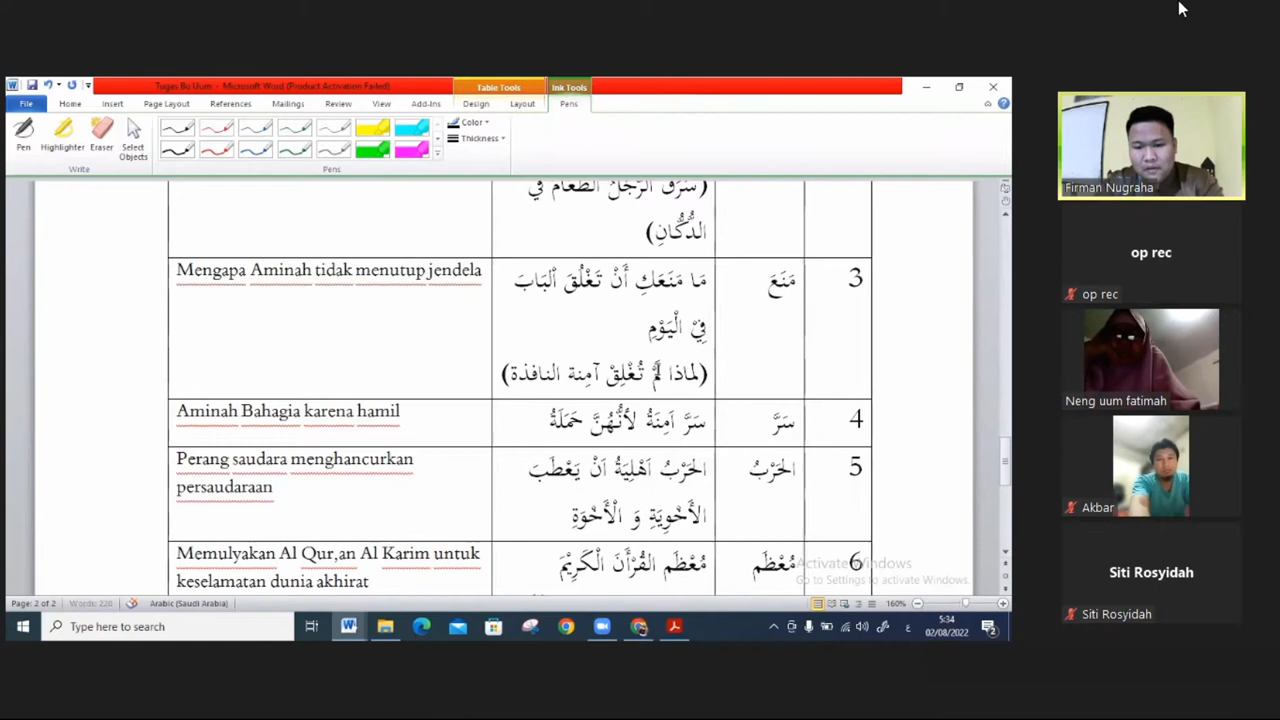 Tugas Bu Uum - Microsoft Word (Product Activation Failed)
Table Tools
Ink Tools
File
Home
Insert
Page Layout
References
Mailings
Review
View
Add-Ins
Design
Layout
Pens
Pen
Highlighter
Eraser
Select
Objects
Color
Thickness
Write
Pens
(سَرَقَ الرَّجُلُ الطَّعَامَ فِي
الدُّكَّانِ)
3
مَنَعَ
مَا مَنَعَكِ أَنْ تَغْلُقَ اْلبَابَ
فِيْ الْيَوْمِ
(لماذا لَمْ تُغْلِقْ آمِنة النافذة)
Mengapa Aminah tidak menutup jendela
4
سَرَّ
سَرَّ اَمِنَةُ لأَنَّهُنَّ حَمَلَةُ
Aminah Bahagia karena hamil
5
الحَرْبُ
الحَرْبُ اَهْلِيَةُ اَنْ يَعْطَبَ
الأَخْوِيَةِ وَ الْأَخْوَةِ
Perang saudara menghancurkan
persaudaraan
6
مُعْظَم
مُعْظَم القُرْأَنَ الْكَرِيْمَ
Memulyakan Al Qur,an Al Karim untuk
keselamatan dunia akhirat
Activate Windows
Go to Settings to activate Windows.
Page: 2 of 2
Words: 220
Arabic (Saudi Arabia)
160%
Type here to search
ع
5:34
02/08/2022
2
Firman Nugraha
op rec
op rec
Neng uum fatimah
Akbar
Siti Rosyidah
Siti Rosyidah